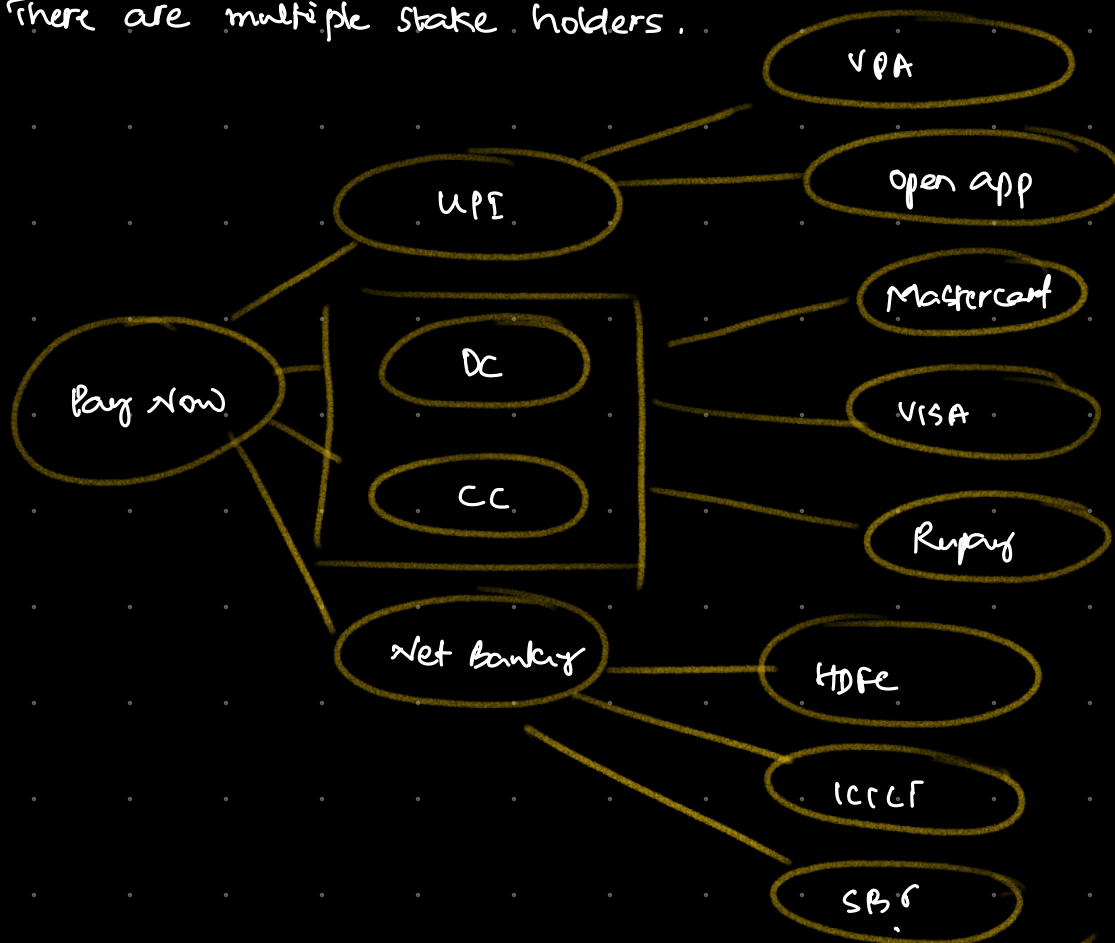 There are multiple stake holders.
VPA
UPI
Open app
Mastercard
DC
Pay Now
VISA
CC
Rupay
Net Banking
HDFC
ICICI
SBI